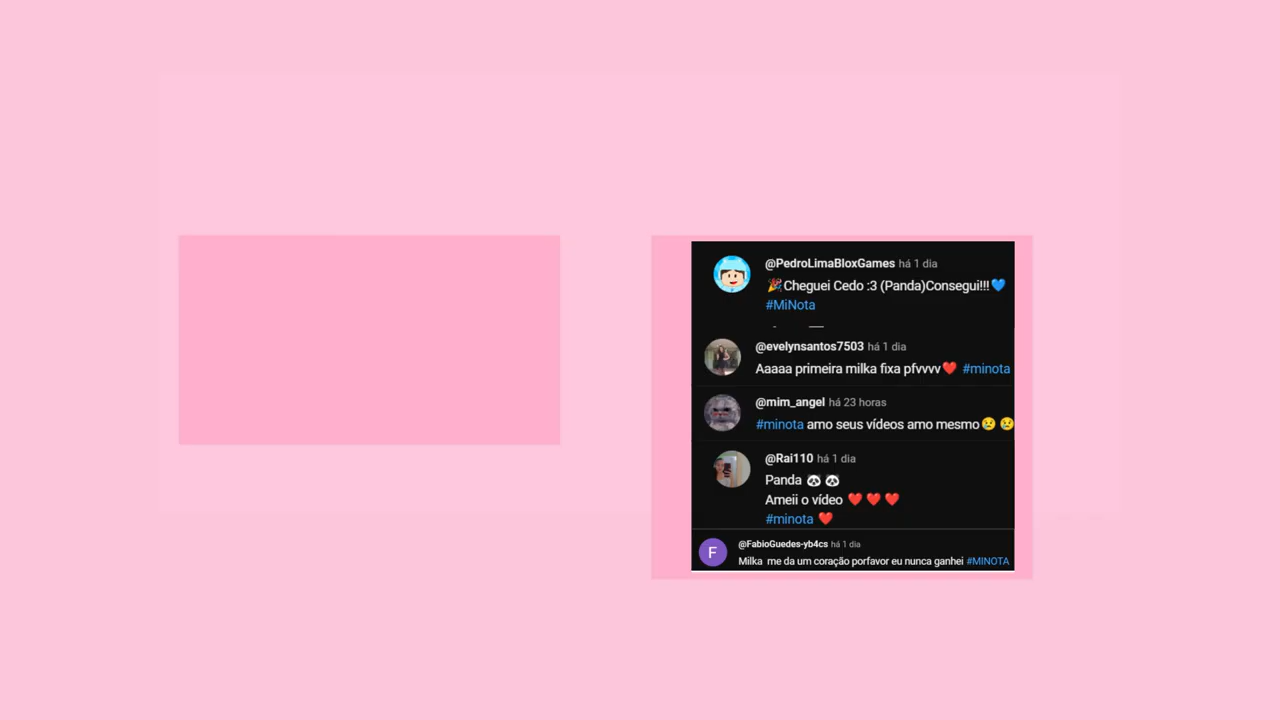 @PedroLimaBloxGames há 1 dia
🎉Cheguei Cedo :3 (Panda)Consegui!!!💙
#MiNota
@evelynsantos7503 há 1 dia
Aaaaa primeira milka fixa pfvvvv❤️ #minota
@mim_angel há 23 horas
#minota amo seus vídeos amo mesmo😢😢
@Rai110 há 1 dia
Panda 🐼🐼
Ameii o vídeo ❤️❤️❤️
#minota ❤️
F
@FabioGuedes-yb4cs há 1 dia
Milka me da um coração porfavor eu nunca ganhei #MINOTA